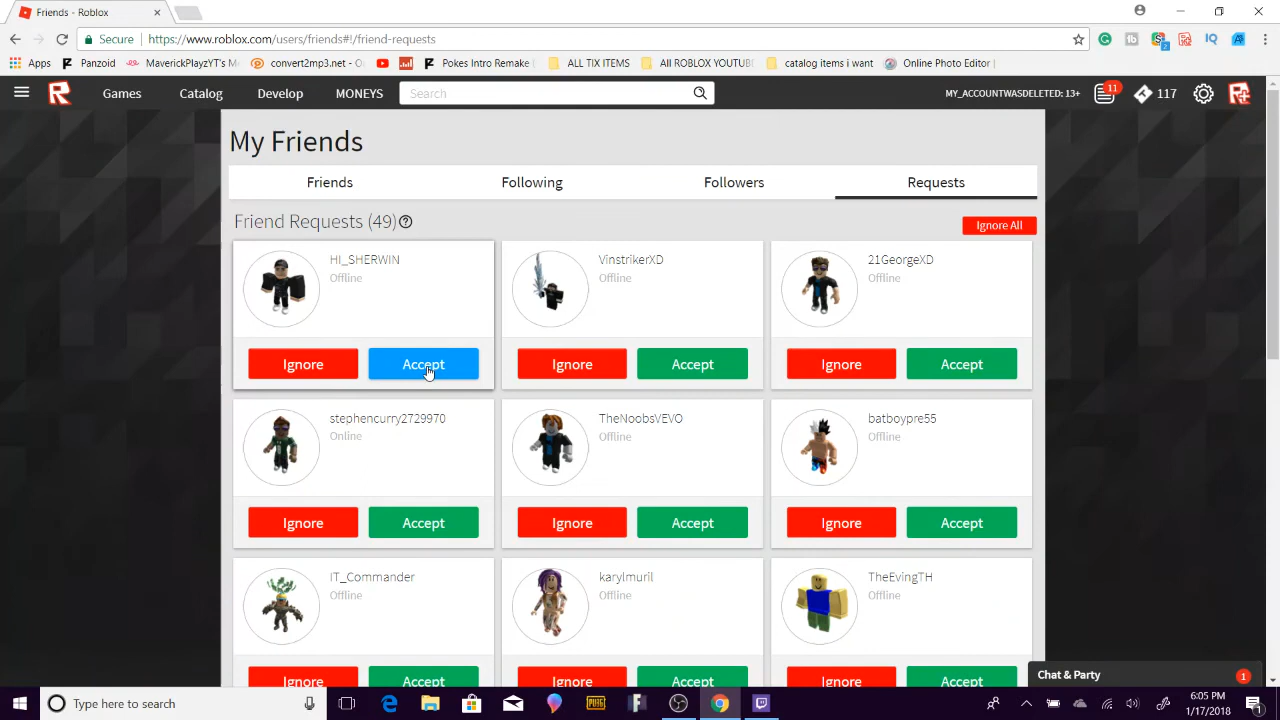 Friends - Roblox
Secure https://www.roblox.com/users/friends#!/friend-requests
Apps Panzoid MaverickPlayzYT's M convert2mp3.net - Pokes Intro Remake ALL TIX ITEMS All ROBLOX YOUTUB catalog items i want Online Photo Editor |
Games Catalog Develop MONEYS Search MY_ACCOUNTWASDELETED: 13+ 11 117
My Friends
Friends Following Followers Requests
Friend Requests (49) Ignore All
HI_SHERWIN VinstrikerXD 21GeorgeXD
Offline Offline Offline
Ignore Accept Ignore Accept Ignore Accept
stephencurry2729970 TheNoobsVEVO batboypre55
Online Offline Offline
Ignore Accept Ignore Accept Ignore Accept
IT_Commander karylmuril TheEvingTH
Offline Offline Offline
Ignore Accept Ignore Accept Ignore Accept
Chat & Party 1
Type here to search PUBG 6:05 PM
1/17/2018 1